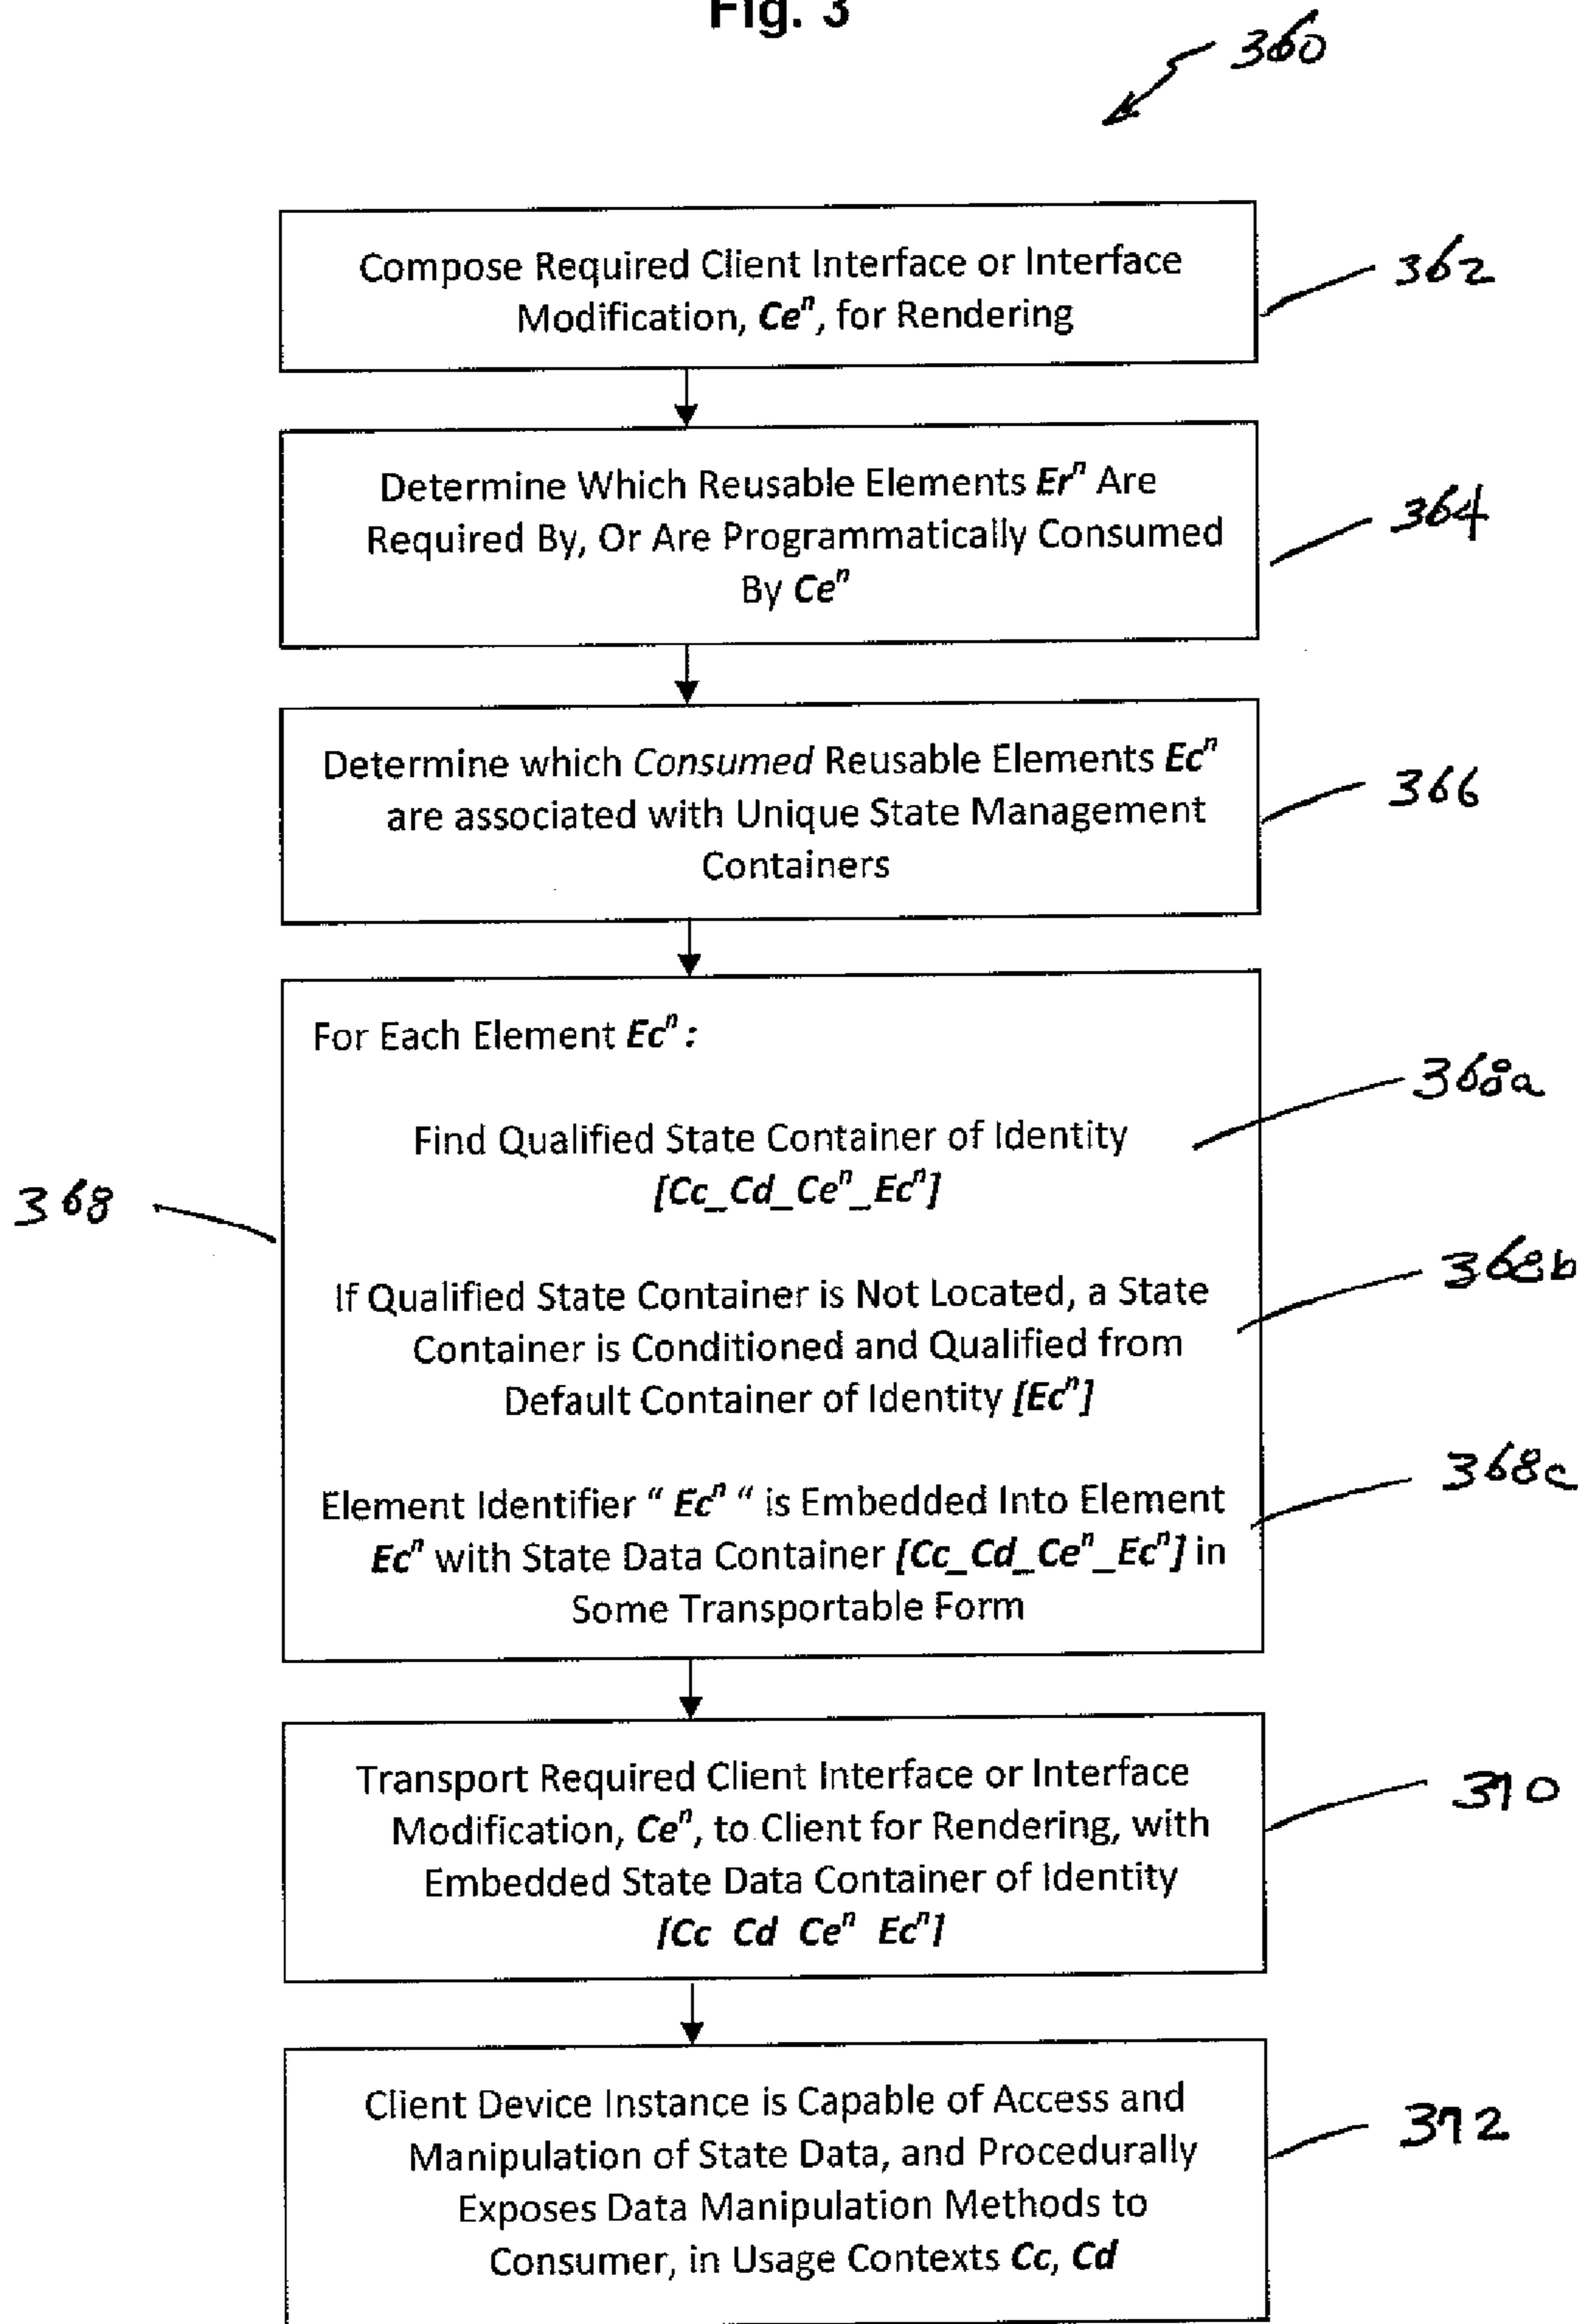 Fig. 3
360
Compose Required Client Interface or Interface
Modification, Ceⁿ, for Rendering
362
Determine Which Reusable Elements Erⁿ Are
Required By, Or Are Programmatically Consumed
By Ceⁿ
364
Determine which Consumed Reusable Elements Ecⁿ
are associated with Unique State Management
Containers
366
368
For Each Element Ecⁿ :
Find Qualified State Container of Identity
[Cc_Cd_Ceⁿ_Ecⁿ]
368a
If Qualified State Container is Not Located, a State
Container is Conditioned and Qualified from
Default Container of Identity [Ecⁿ]
368b
Element Identifier “ Ecⁿ “ is Embedded Into Element
Ecⁿ with State Data Container [Cc_Cd_Ceⁿ_Ecⁿ] in
Some Transportable Form
368c
Transport Required Client Interface or Interface
Modification, Ceⁿ, to Client for Rendering, with
Embedded State Data Container of Identity
[Cc Cd Ceⁿ Ecⁿ]
390
Client Device Instance is Capable of Access and
Manipulation of State Data, and Procedurally
Exposes Data Manipulation Methods to
Consumer, in Usage Contexts Cc, Cd
392